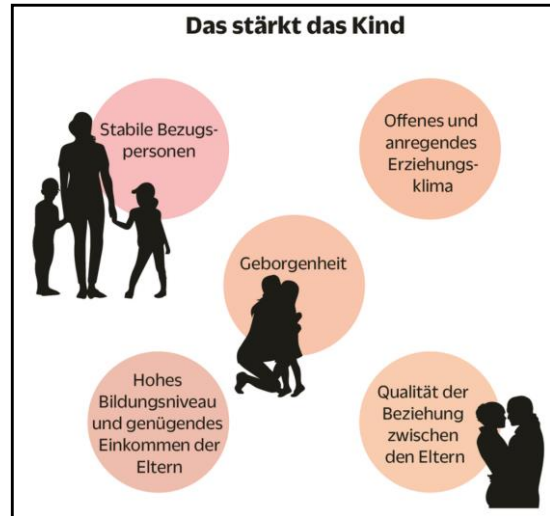 Das stärkt das Kind
Stabile Bezugs-
personen
Offenes und
anregendes
Erziehungs-
klima
Geborgenheit
Hohes
Bildungsniveau
und genügendes
Einkommen der
Eltern
Qualität der
Beziehung
zwischen
den Eltern